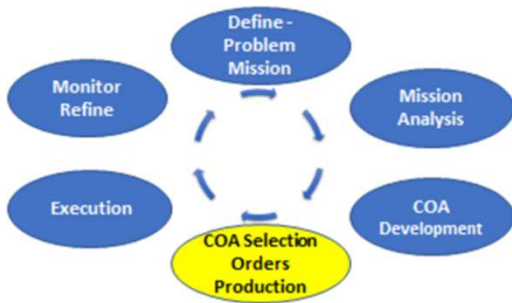 Define -
Problem
Mission
Mission
Analysis
COA
Development
COA Selection
Orders
Production
Execution
Monitor
Refine